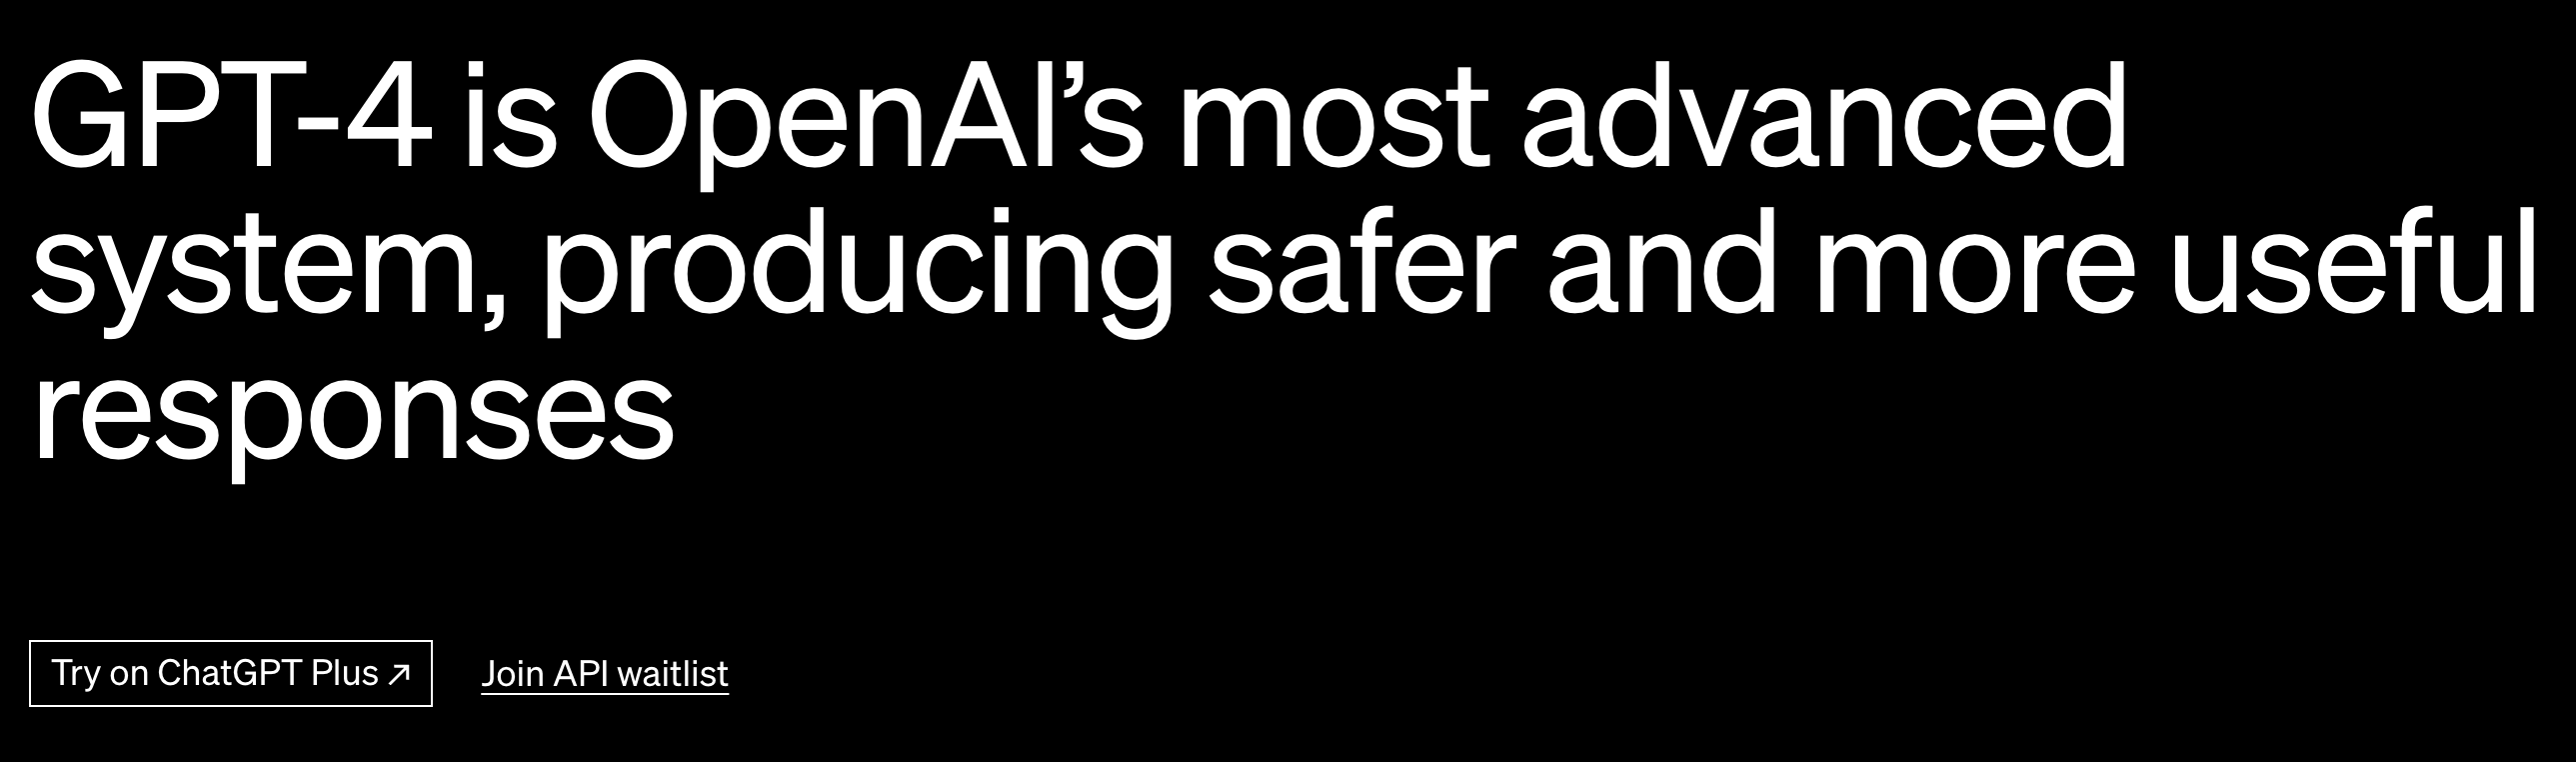 GPT-4 is OpenAI’s most advanced
system, producing safer and more useful
responses
Try on ChatGPT Plus ↗
Join API waitlist